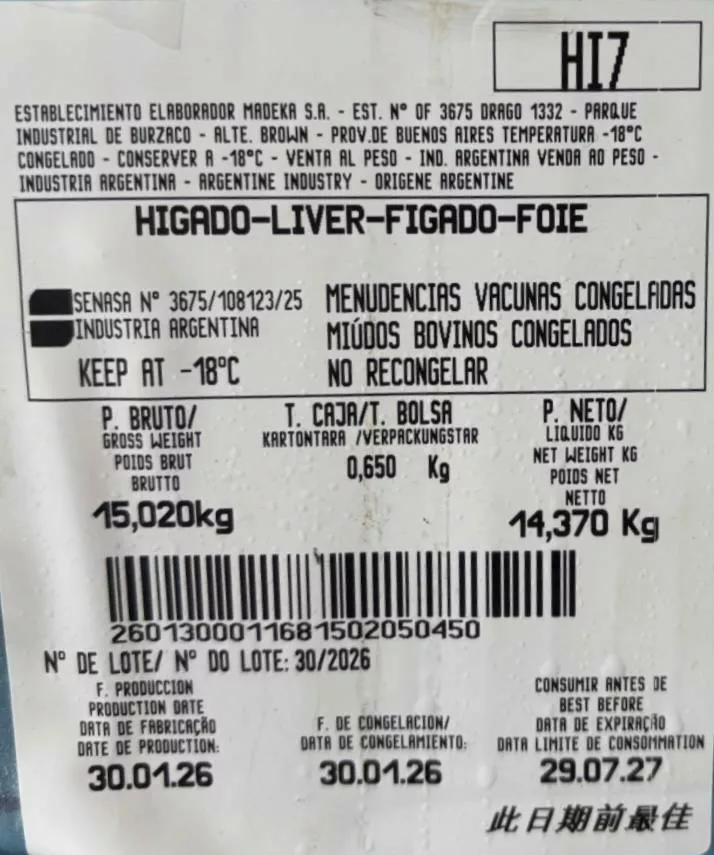 HI7
ESTABLECIMIENTO ELABORADOR MADEKA S.A. - EST. Nº OF 3675 DRAGO 1332 - PARQUE
INDUSTRIAL DE BURZACO - ALTE. BROWN - PROV.DE BUENOS AIRES TEMPERATURA -18°C
CONGELADO - CONSERVER A -18°C - VENTA AL PESO - IND. ARGENTINA VENDA AO PESO -
INDUSTRIA ARGENTINA - ARGENTINE INDUSTRY - ORIGENE ARGENTINE
HIGADO-LIVER-FIGADO-FOIE
SENASA Nº 3675/108123/25
INDUSTRIA ARGENTINA
KEEP AT -18°C
MENUDENCIAS VACUNAS CONGELADAS
MIÚDOS BOVINOS CONGELADOS
NO RECONGELAR
P. BRUTO/
GROSS WEIGHT
POIDS BRUT
BRUTTO
15,020kg
T. CAJA/T. BOLSA
KARTONTARA /VERPACKUNGSTAR
0,650 Kg
P. NETO/
LIQUIDO KG
NET WEIGHT KG
POIDS NET
NETTO
14,370 Kg
2601300011681502050450
Nº DE LOTE/ Nº DO LOTE: 30/2026
F. PRODUCCION
PRODUCTION DATE
DATA DE FABRICAÇÃO
DATE DE PRODUCTION:
30.01.26
F. DE CONGELACION/
DATA DE CONGELAMIENTO:
30.01.26
CONSUMIR ANTES DE
BEST BEFORE
DATA DE EXPIRAÇÃO
DATA LIMITE DE CONSOMMATION
29.07.27
此日期前最佳